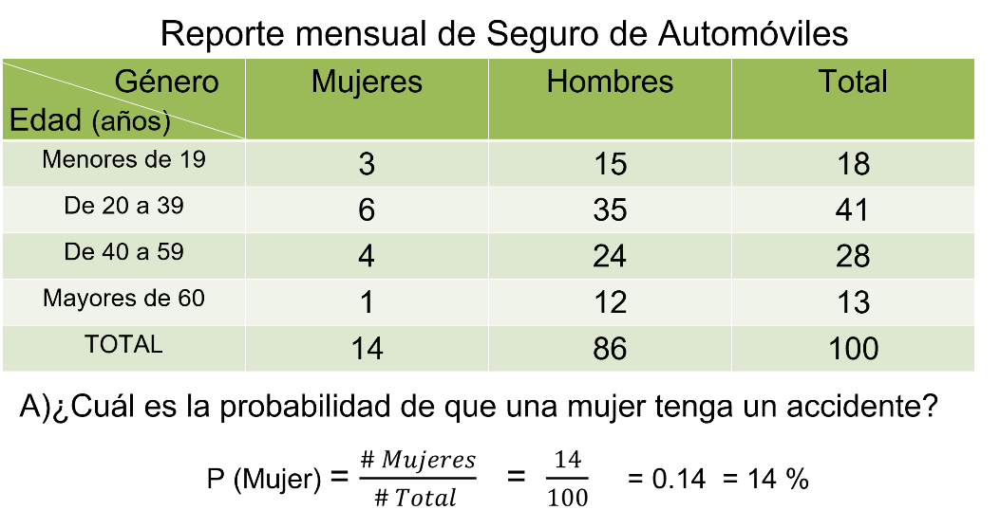 Reporte mensual de Seguro de Automóviles
Género Mujeres Hombres Total
Edad (años)
Menores de 19 3 15 18
De 20 a 39 6 35 41
De 40 a 59 4 24 28
Mayores de 60 1 12 13
TOTAL 14 86 100
A)¿Cuál es la probabilidad de que una mujer tenga un accidente?
P (Mujer) = # Mujeres / # Total = 14 / 100 = 0.14 = 14 %